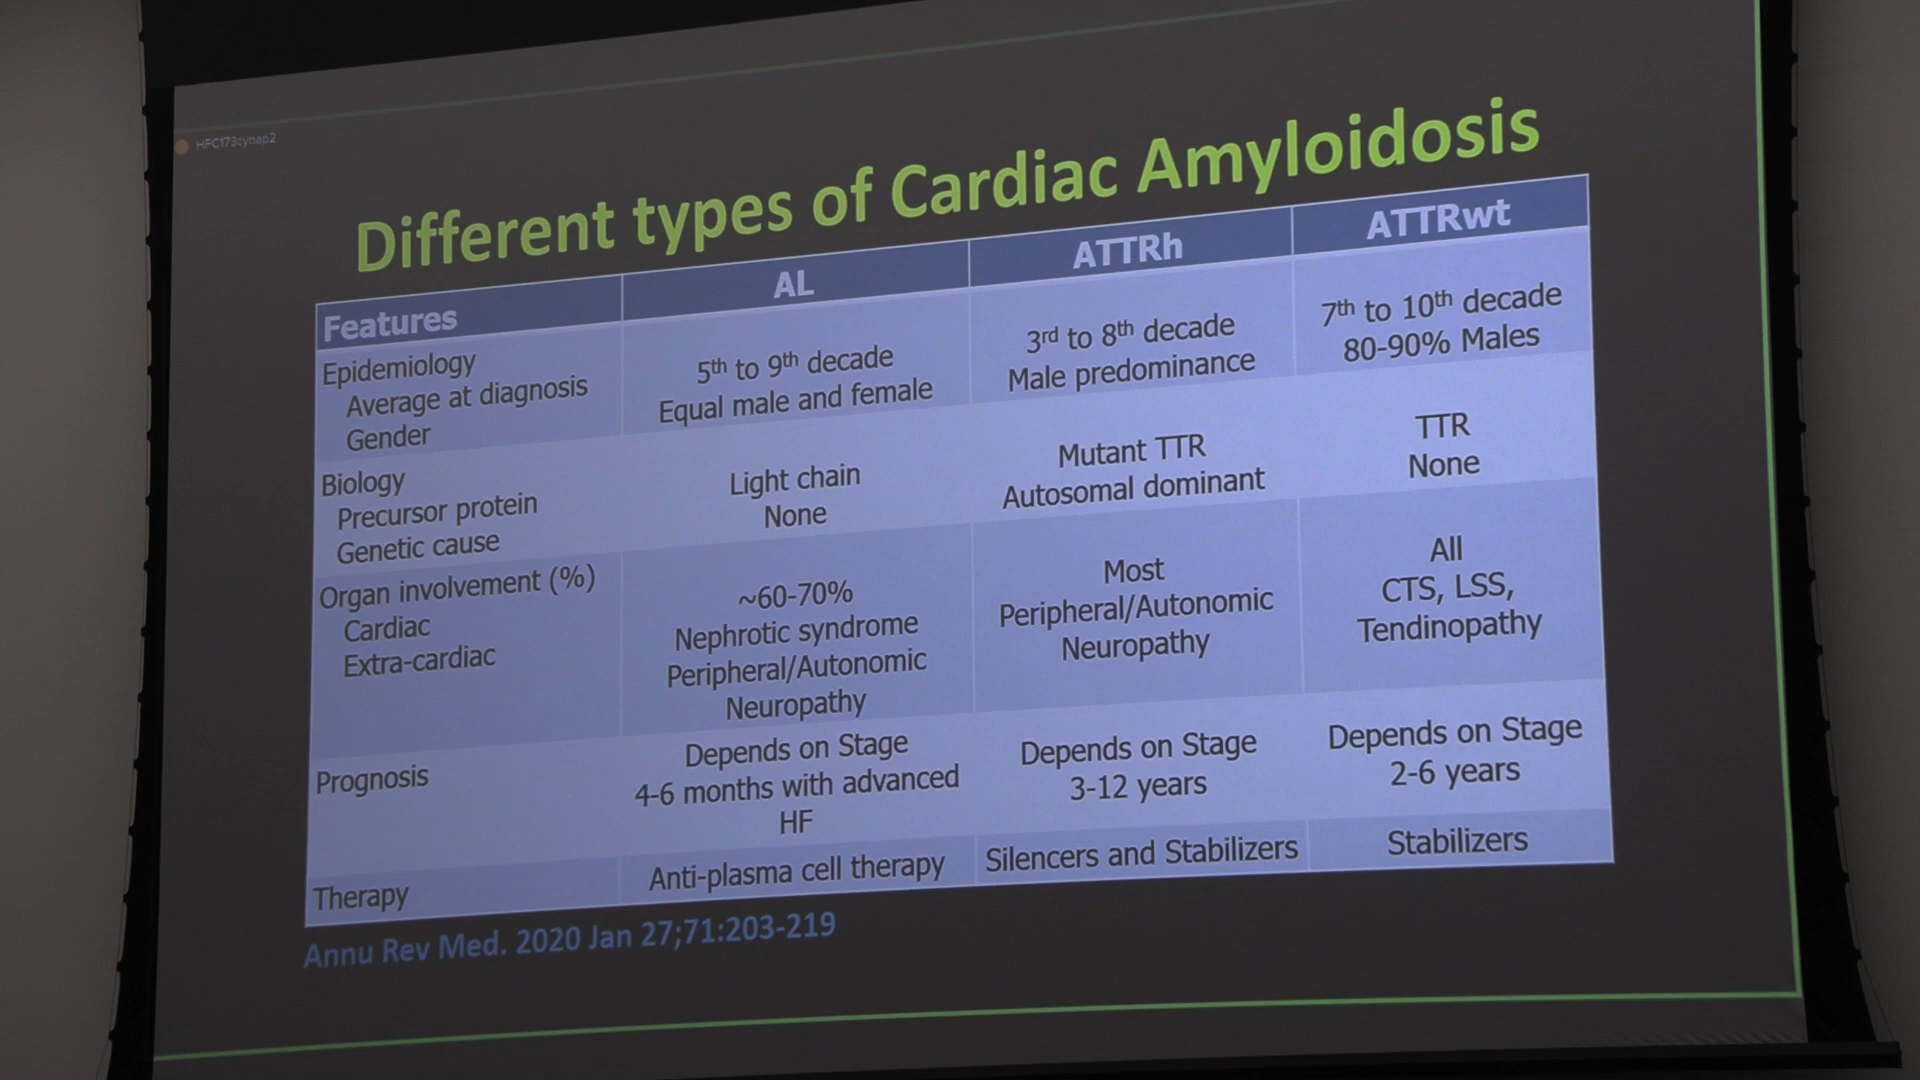 HFC173cynap2
Different types of Cardiac Amyloidosis
Features
AL
ATTRh
ATTRwt
Epidemiology
Average at diagnosis
Gender
5th to 9th decade
Equal male and female
3rd to 8th decade
Male predominance
7th to 10th decade
80-90% Males
Biology
Precursor protein
Genetic cause
Light chain
None
Mutant TTR
Autosomal dominant
TTR
None
Organ involvement (%)
Cardiac
Extra-cardiac
~60-70%
Nephrotic syndrome
Peripheral/Autonomic
Neuropathy
Most
Peripheral/Autonomic
Neuropathy
All
CTS, LSS,
Tendinopathy
Prognosis
Depends on Stage
4-6 months with advanced
HF
Depends on Stage
3-12 years
Depends on Stage
2-6 years
Therapy
Anti-plasma cell therapy
Silencers and Stabilizers
Stabilizers
Annu Rev Med. 2020 Jan 27;71:203-219